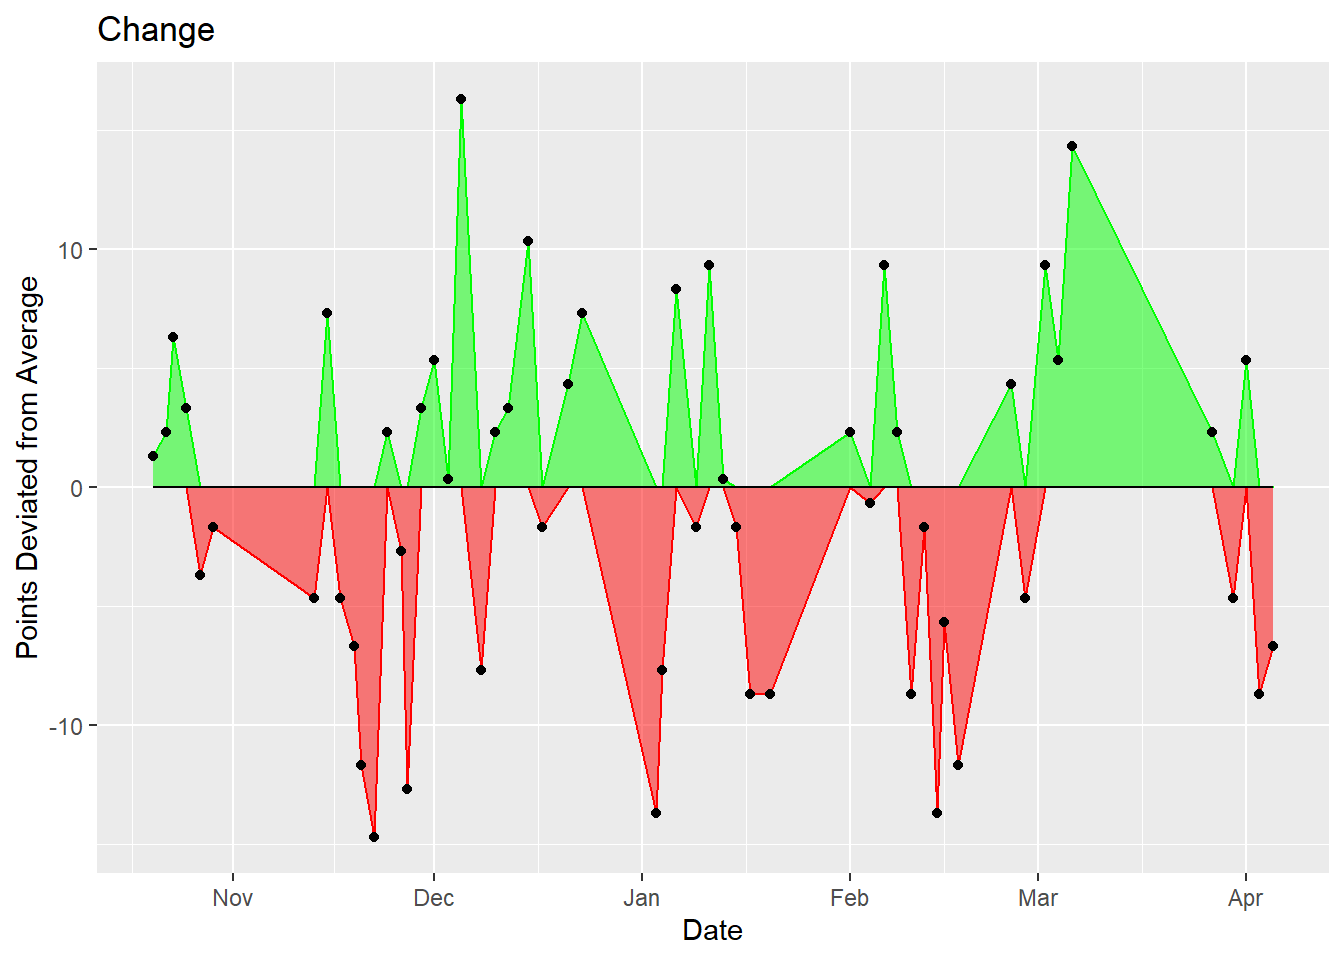 Change
Points Deviated from Average
10
0
-10
Nov Dec Jan Feb Mar Apr
Date